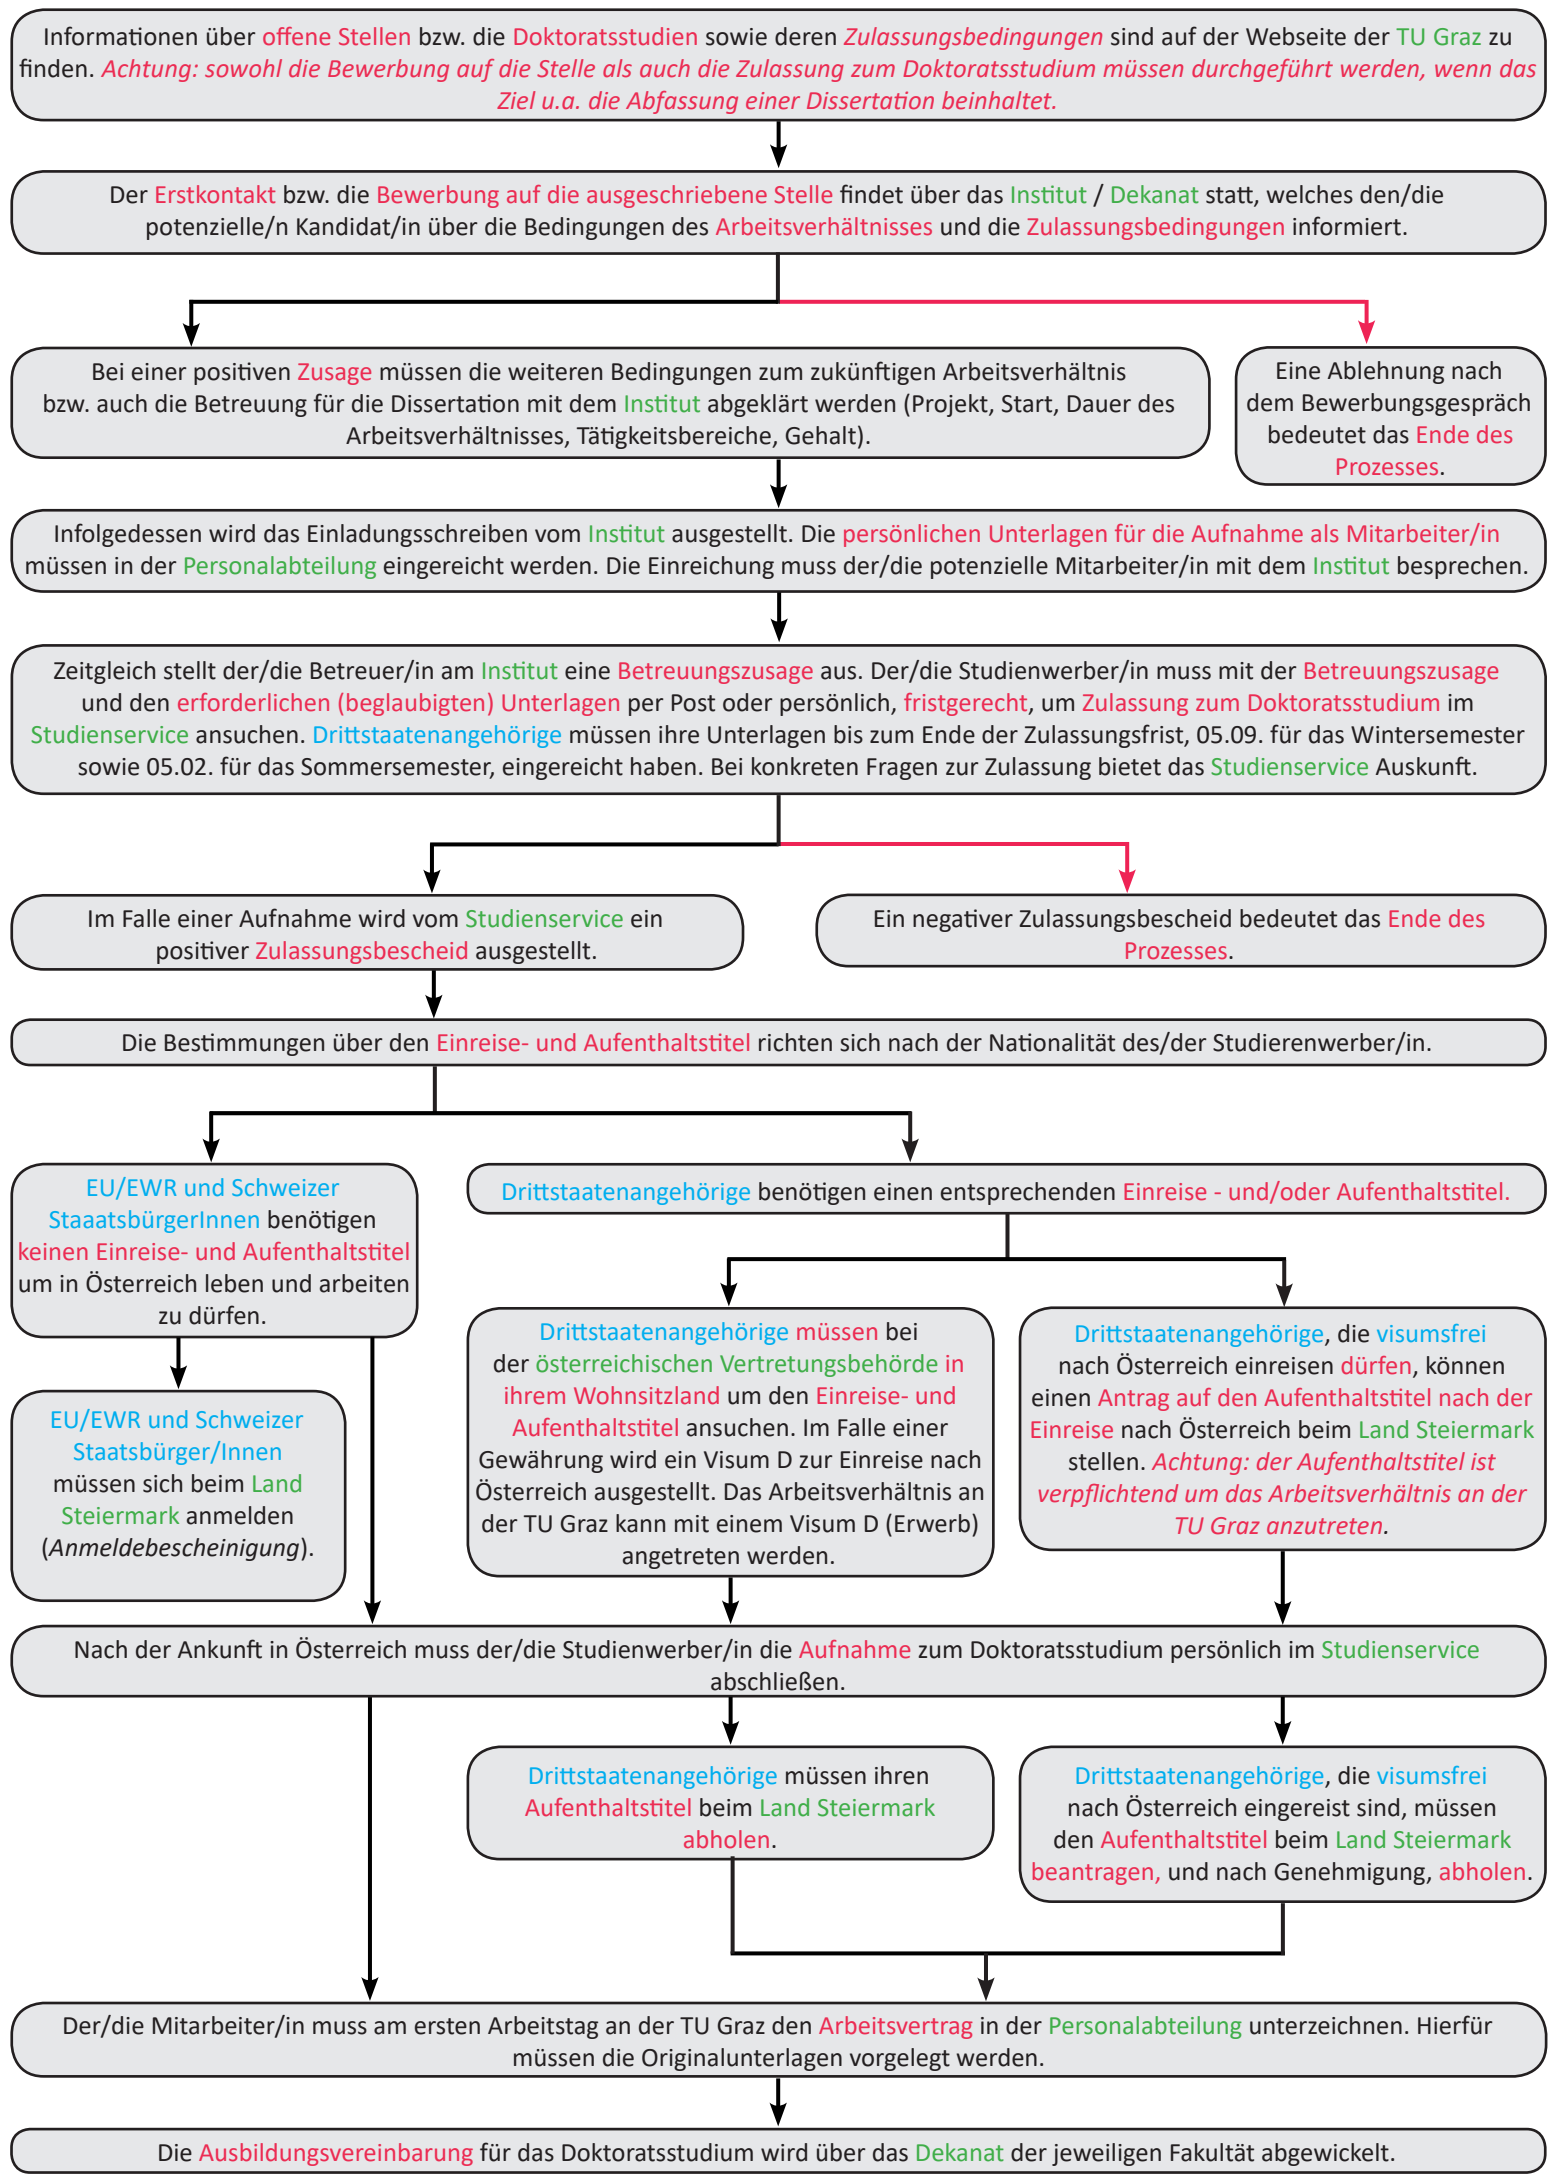 Informationen über offene Stellen bzw. die Doktoratsstudien sowie deren Zulassungsbedingungen sind auf der Webseite der TU Graz zu
finden. Achtung: sowohl die Bewerbung auf die Stelle als auch die Zulassung zum Doktoratsstudium müssen durchgeführt werden, wenn das
Ziel u.a. die Abfassung einer Dissertation beinhaltet.
Der Erstkontakt bzw. die Bewerbung auf die ausgeschriebene Stelle findet über das Institut / Dekanat statt, welches den/die
potenzielle/n Kandidat/in über die Bedingungen des Arbeitsverhältnisses und die Zulassungsbedingungen informiert.
Bei einer positiven Zusage müssen die weiteren Bedingungen zum zukünftigen Arbeitsverhältnis
bzw. auch die Betreuung für die Dissertation mit dem Institut abgeklärt werden (Projekt, Start, Dauer des
Arbeitsverhältnisses, Tätigkeitsbereiche, Gehalt).
Eine Ablehnung nach
dem Bewerbungsgespräch
bedeutet das Ende des
Prozesses.
Infolgedessen wird das Einladungsschreiben vom Institut ausgestellt. Die persönlichen Unterlagen für die Aufnahme als Mitarbeiter/in
müssen in der Personalabteilung eingereicht werden. Die Einreichung muss der/die potenzielle Mitarbeiter/in mit dem Institut besprechen.
Zeitgleich stellt der/die Betreuer/in am Institut eine Betreuungszusage aus. Der/die Studienwerber/in muss mit der Betreuungszusage
und den erforderlichen (beglaubigten) Unterlagen per Post oder persönlich, fristgerecht, um Zulassung zum Doktoratsstudium im
Studienservice ansuchen. Drittstaatenangehörige müssen ihre Unterlagen bis zum Ende der Zulassungsfrist, 05.09. für das Wintersemester
sowie 05.02. für das Sommersemester, eingereicht haben. Bei konkreten Fragen zur Zulassung bietet das Studienservice Auskunft.
Im Falle einer Aufnahme wird vom Studienservice ein
positiver Zulassungsbescheid ausgestellt.
Ein negativer Zulassungsbescheid bedeutet das Ende des
Prozesses.
Die Bestimmungen über den Einreise- und Aufenthaltstitel richten sich nach der Nationalität des/der Studierenwerber/in.
EU/EWR und Schweizer
StaaatsbürgerInnen benötigen
keinen Einreise- und Aufenthaltstitel
um in Österreich leben und arbeiten
zu dürfen.
Drittstaatenangehörige benötigen einen entsprechenden Einreise - und/oder Aufenthaltstitel.
EU/EWR und Schweizer
Staatsbürger/Innen
müssen sich beim Land
Steiermark anmelden
(Anmeldebescheinigung).
Drittstaatenangehörige müssen bei
der österreichischen Vertretungsbehörde in
ihrem Wohnsitzland um den Einreise- und
Aufenthaltstitel ansuchen. Im Falle einer
Gewährung wird ein Visum D zur Einreise nach
Österreich ausgestellt. Das Arbeitsverhältnis an
der TU Graz kann mit einem Visum D (Erwerb)
angetreten werden.
Drittstaatenangehörige, die visumsfrei
nach Österreich einreisen dürfen, können
einen Antrag auf den Aufenthaltstitel nach der
Einreise nach Österreich beim Land Steiermark
stellen. Achtung: der Aufenthaltstitel ist
verpflichtend um das Arbeitsverhältnis an der
TU Graz anzutreten.
Nach der Ankunft in Österreich muss der/die Studienwerber/in die Aufnahme zum Doktoratsstudium persönlich im Studienservice
abschließen.
Drittstaatenangehörige müssen ihren
Aufenthaltstitel beim Land Steiermark
abholen.
Drittstaatenangehörige, die visumsfrei
nach Österreich eingereist sind, müssen
den Aufenthaltstitel beim Land Steiermark
beantragen, und nach Genehmigung, abholen.
Der/die Mitarbeiter/in muss am ersten Arbeitstag an der TU Graz den Arbeitsvertrag in der Personalabteilung unterzeichnen. Hierfür
müssen die Originalunterlagen vorgelegt werden.
Die Ausbildungsvereinbarung für das Doktoratsstudium wird über das Dekanat der jeweiligen Fakultät abgewickelt.